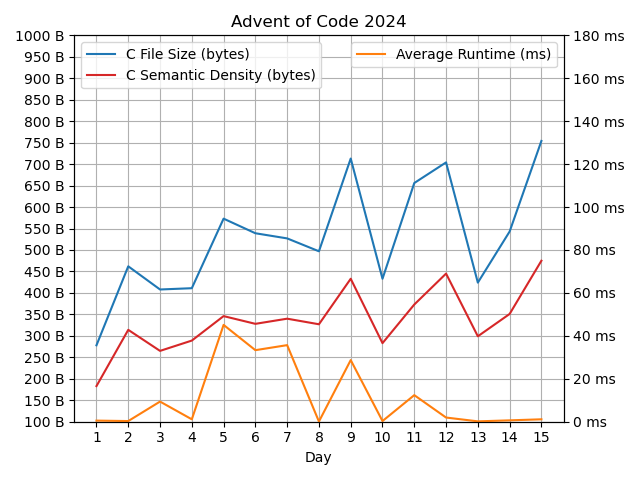 Advent of Code 2024
1000 B
950 B
900 B
850 B
800 B
750 B
700 B
650 B
600 B
550 B
500 B
450 B
400 B
350 B
300 B
250 B
200 B
150 B
100 B
C File Size (bytes)
C Semantic Density (bytes)
Average Runtime (ms)
180 ms
160 ms
140 ms
120 ms
100 ms
80 ms
60 ms
40 ms
20 ms
0 ms
1 2 3 4 5 6 7 8 9 10 11 12 13 14 15
Day